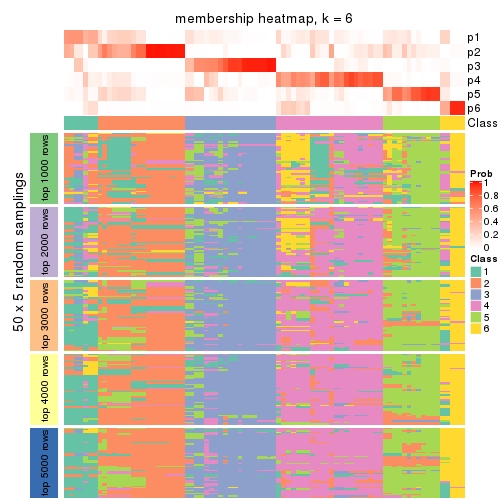 membership heatmap, k = 6
p1
p2
p3
p4
p5
p6
Class
50 x 5 random samplings
top 1000 rows
top 2000 rows
top 3000 rows
top 4000 rows
top 5000 rows
Prob
1
0.8
0.6
0.4
0.2
0
Class
1
2
3
4
5
6